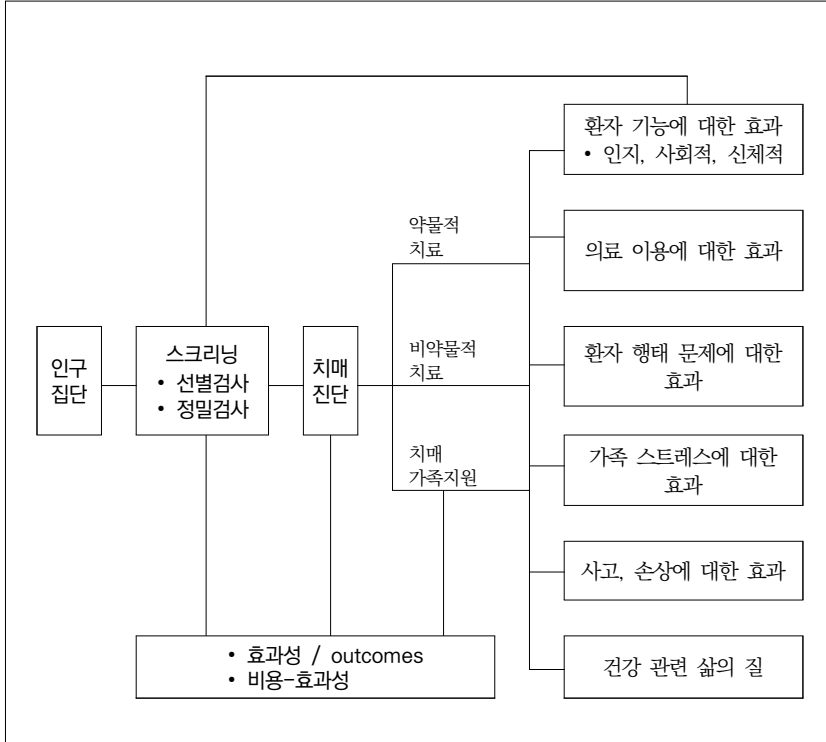 환자 기능에 대한 효과
• 인지, 사회적, 신체적
약물적
치료
의료 이용에 대한 효과
인구
집단
스크리닝
• 선별검사
• 정밀검사
치매
진단
비약물적
치료
환자 행태 문제에 대한
효과
치매
가족지원
가족 스트레스에 대한
효과
사고, 손상에 대한 효과
• 효과성 / outcomes
• 비용-효과성
건강 관련 삶의 질